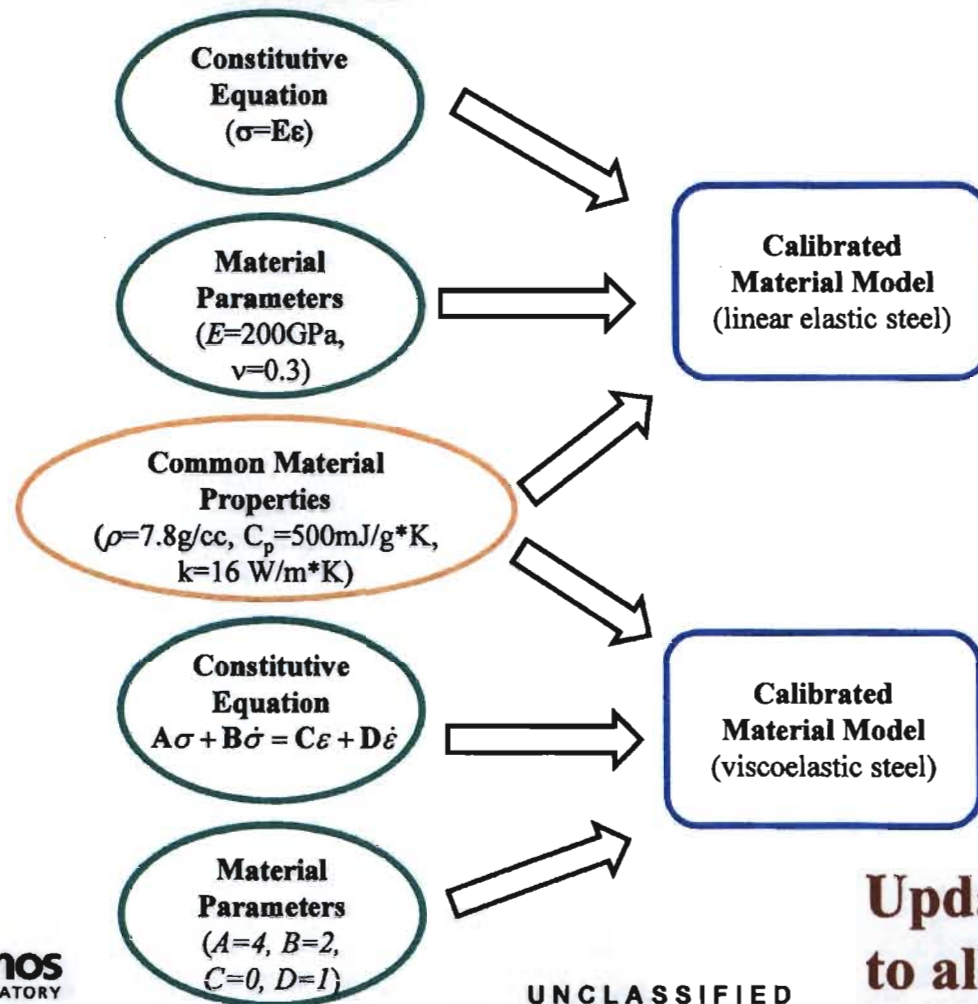 Constitutive
Equation
(σ=Eε)
Material
Parameters
(E=200GPa,
ν=0.3)
Calibrated
Material Model
(linear elastic steel)
Common Material
Properties
(ρ=7.8g/cc, Cₚ=500mJ/g*K,
k=16 W/m*K)
Constitutive
Equation
Aσ + Bσ̇ = Cε + Dε̇
Calibrated
Material Model
(viscoelastic steel)
Material
Parameters
(A=4, B=2,
C=0, D=1)
UNCLASSIFIED